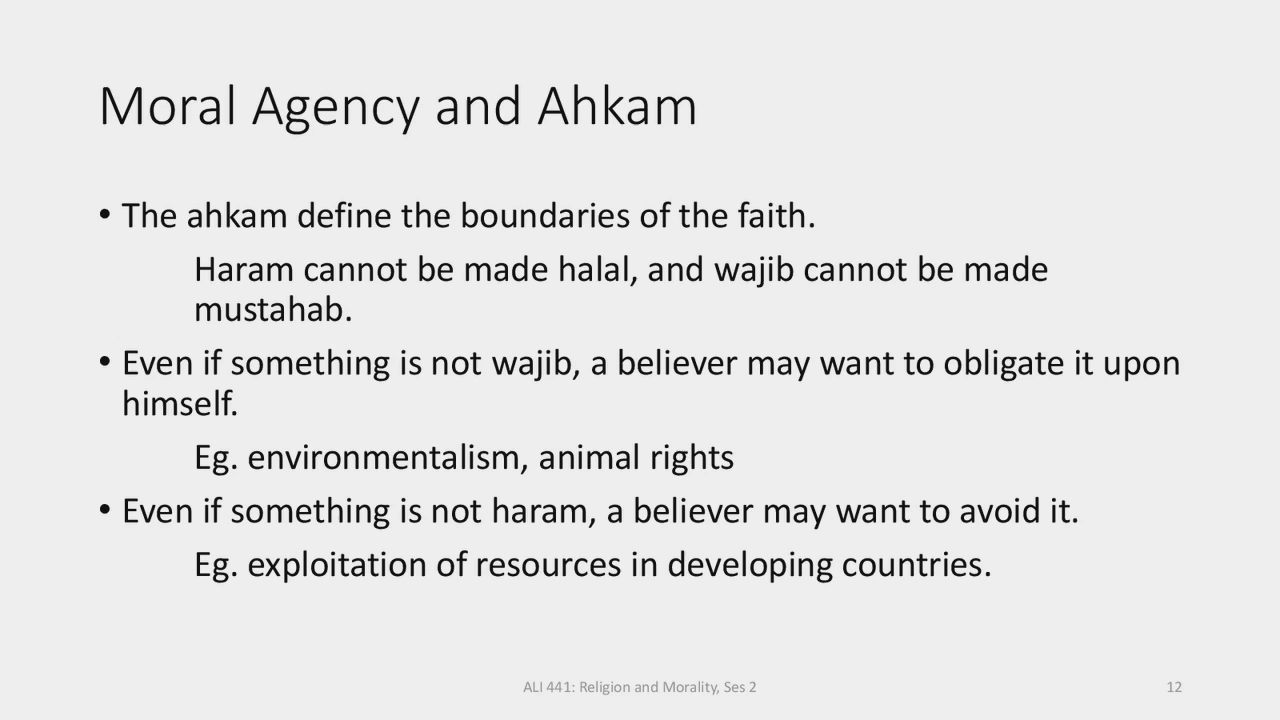 Moral Agency and Ahkam
• The ahkam define the boundaries of the faith.
Haram cannot be made halal, and wajib cannot be made
mustahab.
• Even if something is not wajib, a believer may want to obligate it upon
himself.
Eg. environmentalism, animal rights
• Even if something is not haram, a believer may want to avoid it.
Eg. exploitation of resources in developing countries.
ALI 441: Religion and Morality, Ses 2
12